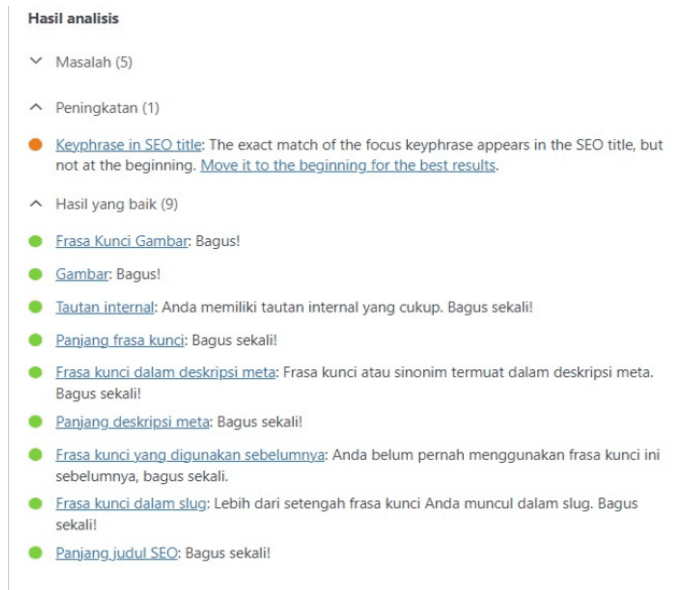 Hasil analisis
Masalah (5)
Peningkatan (1)
Keyphrase in SEO title: The exact match of the focus keyphrase appears in the SEO title, but
not at the beginning. Move it to the beginning for the best results.
Hasil yang baik (9)
Frasa Kunci Gambar: Bagus!
Gambar: Bagus!
Tautan internal: Anda memiliki tautan internal yang cukup. Bagus sekali!
Panjang frasa kunci: Bagus sekali!
Frasa kunci dalam deskripsi meta: Frasa kunci atau sinonim termuat dalam deskripsi meta.
Bagus sekali!
Panjang deskripsi meta: Bagus sekali!
Frasa kunci yang digunakan sebelumnya: Anda belum pernah menggunakan frasa kunci ini
sebelumnya, bagus sekali.
Frasa kunci dalam slug: Lebih dari setengah frasa kunci Anda muncul dalam slug. Bagus
sekali!
Panjang judul SEO: Bagus sekali!